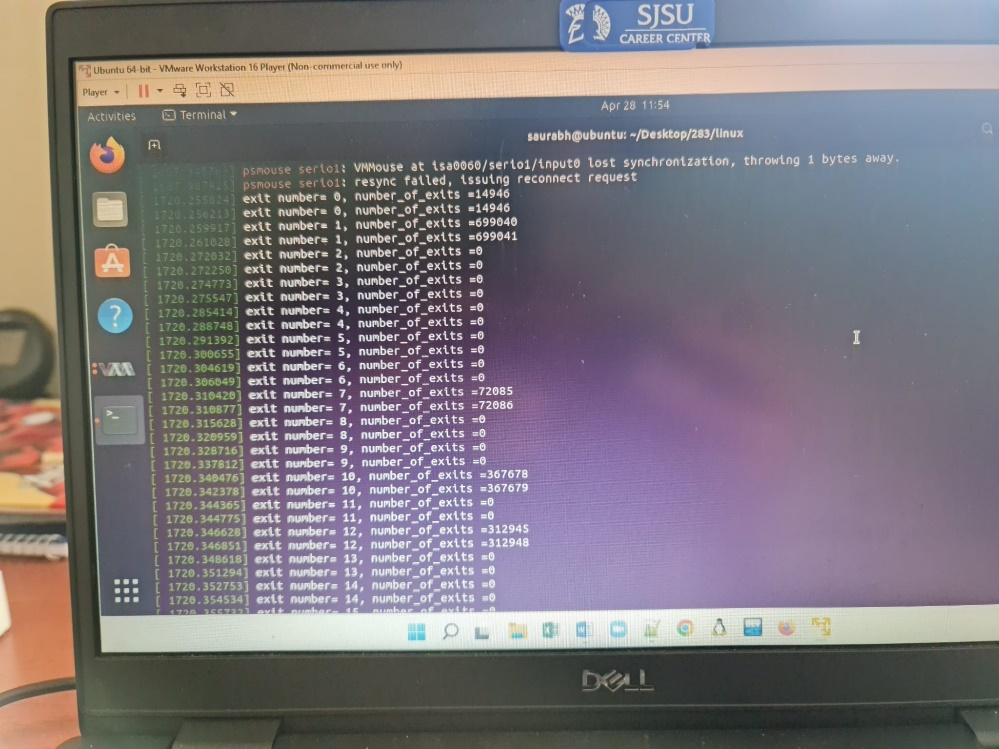 SJSU
CAREER CENTER
Ubuntu 64-bit - VMware Workstation 16 Player (Non-commercial use only)
Player
Activities
Terminal
Apr 28 11:54
saurabh@ubuntu: ~/Desktop/283/linux
psmouse serio1: VMMouse at isa0060/serio1/input0 lost synchronization, throwing 1 bytes away.
psmouse serio1: resync failed, issuing reconnect request
1720.255824] exit number= 0, number_of_exits =14946
1720.256213] exit number= 0, number_of_exits =14946
1720.259917] exit number= 1, number_of_exits =699040
1720.261028] exit number= 1, number_of_exits =699041
1720.272032] exit number= 2, number_of_exits =0
1720.272250] exit number= 2, number_of_exits =0
1720.274773] exit number= 3, number_of_exits =0
1720.275547] exit number= 3, number_of_exits =0
[ 1720.285414] exit number= 4, number_of_exits =0
[ 1720.288748] exit number= 4, number_of_exits =0
[ 1720.291392] exit number= 5, number_of_exits =0
[ 1720.300655] exit number= 5, number_of_exits =0
[ 1720.304619] exit number= 6, number_of_exits =0
[ 1720.306049] exit number= 6, number_of_exits =0
[ 1720.310420] exit number= 7, number_of_exits =72085
[ 1720.310877] exit number= 7, number_of_exits =72086
[ 1720.315628] exit number= 8, number_of_exits =0
[ 1720.320959] exit number= 8, number_of_exits =0
[ 1720.328716] exit number= 9, number_of_exits =0
[ 1720.337812] exit number= 9, number_of_exits =0
[ 1720.340476] exit number= 10, number_of_exits =367678
[ 1720.342378] exit number= 10, number_of_exits =367679
[ 1720.344365] exit number= 11, number_of_exits =0
[ 1720.344775] exit number= 11, number_of_exits =0
[ 1720.346628] exit number= 12, number_of_exits =312945
[ 1720.346851] exit number= 12, number_of_exits =312948
[ 1720.348618] exit number= 13, number_of_exits =0
[ 1720.351294] exit number= 13, number_of_exits =0
[ 1720.352753] exit number= 14, number_of_exits =0
[ 1720.354534] exit number= 14, number_of_exits =0
exit number= 15, number_of_exits =0
DELL